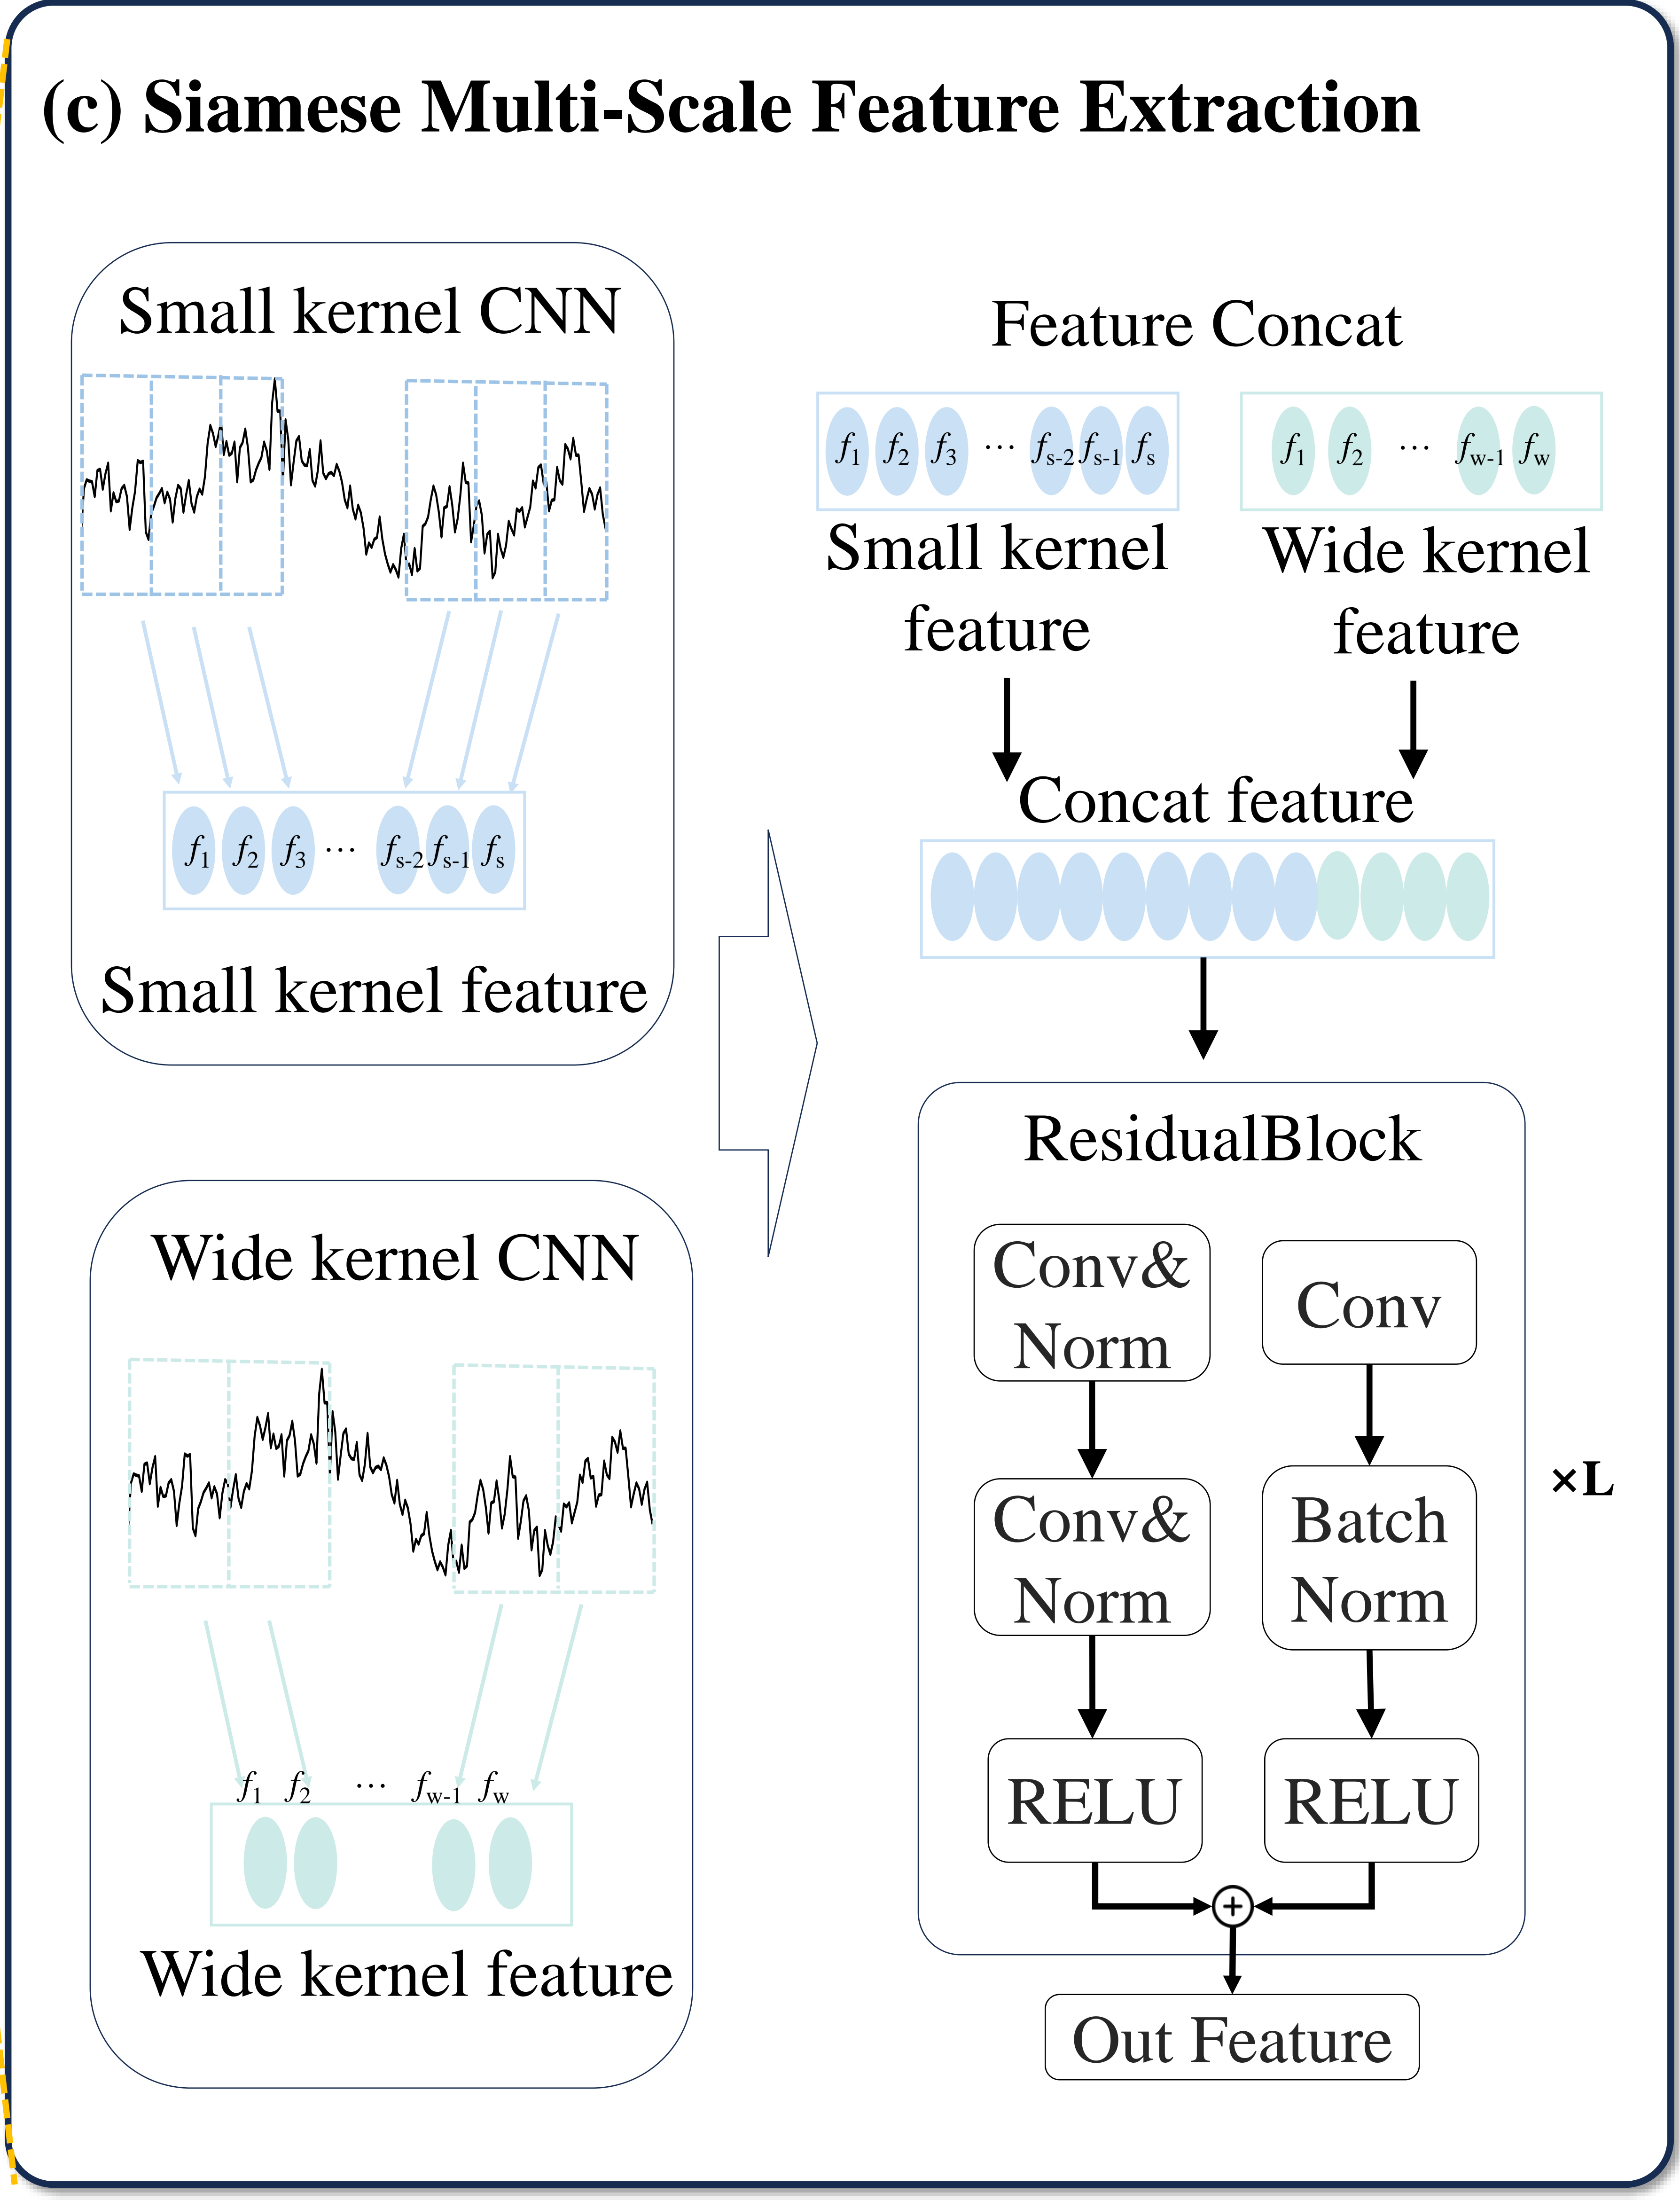 (c) Siamese Multi-Scale Feature Extraction
Small kernel CNN
f1 f2 f3 ··· fs-2 fs-1 fs
Small kernel feature
Wide kernel CNN
f1 f2 ··· fw-1 fw
Wide kernel feature
Feature Concat
f1 f2 f3 ··· fs-2 fs-1 fs
f1 f2 ··· fw-1 fw
Small kernel
feature
Wide kernel
feature
Concat feature
ResidualBlock
Conv&
Norm
Conv
Conv&
Norm
Batch
Norm
×L
RELU
RELU
+
Out Feature